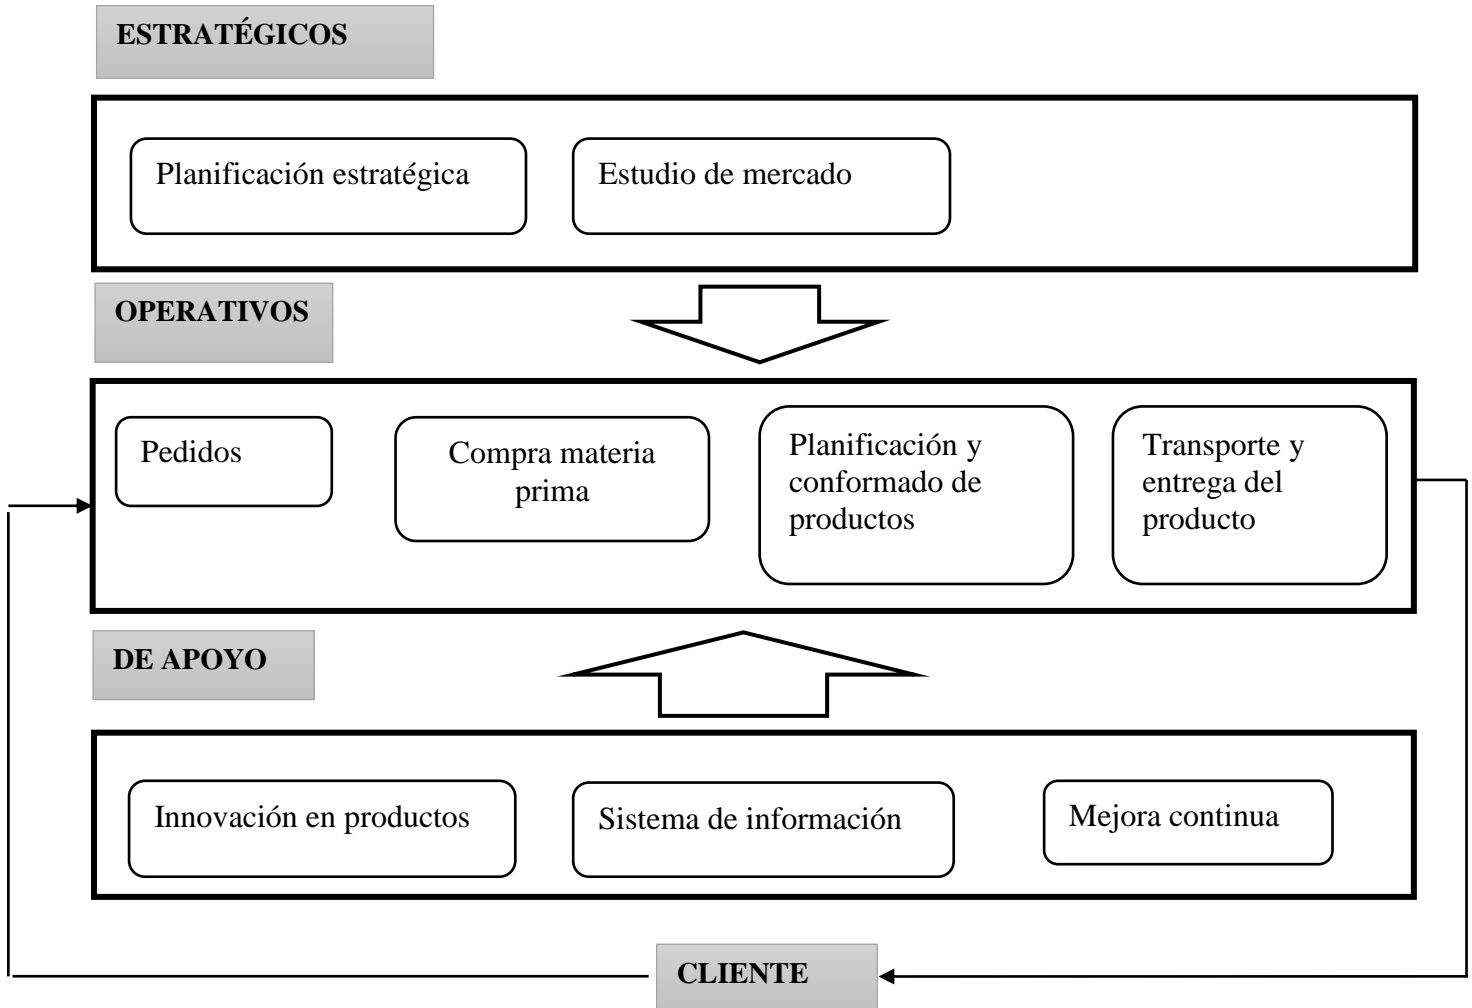 ESTRATÉGICOS
Planificación estratégica
Estudio de mercado
OPERATIVOS
Pedidos
Compra materia
prima
Planificación y
conformado de
productos
Transporte y
entrega del
producto
DE APOYO
Innovación en productos
Sistema de información
Mejora continua
CLIENTE